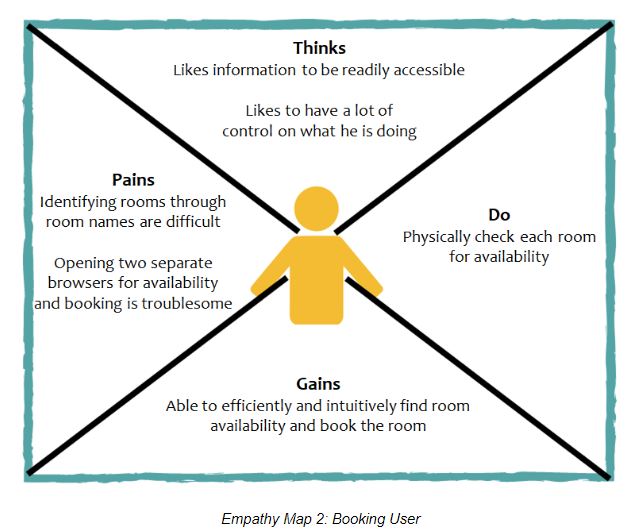 Thinks
Likes information to be readily accessible
Likes to have a lot of
control on what he is doing
Pains
Identifying rooms through
room names are difficult
Opening two separate
browsers for availability
and booking is troublesome
Do
Physically check each room
for availability
Gains
Able to efficiently and intuitively find room
availability and book the room
Empathy Map 2: Booking User